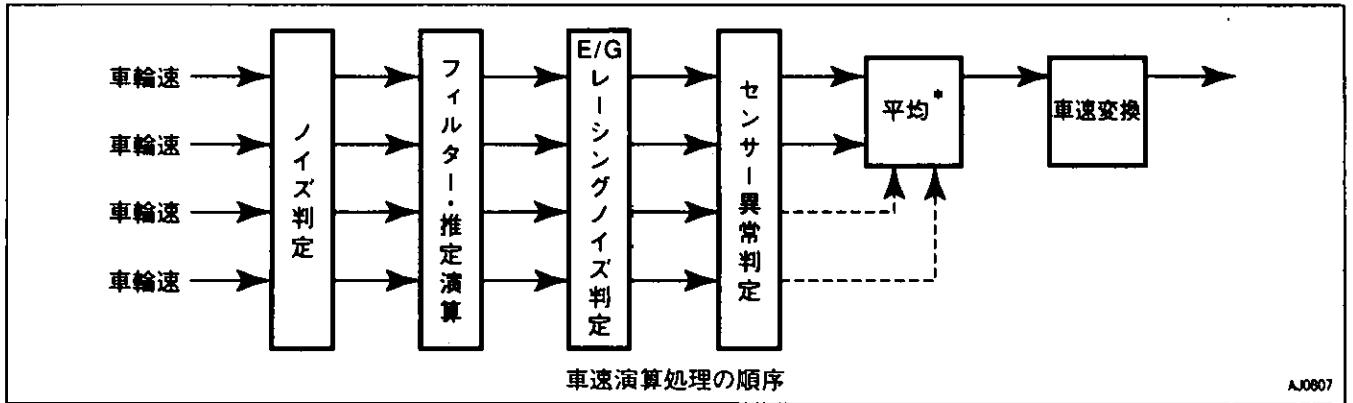 車輪速
車輪速
車輪速
車輪速
ノイズ判定
フィルター・推定演算
E/Gレーシングノイズ判定
センサー異常判定
平均*
車速変換
車速演算処理の順序
AJ0607